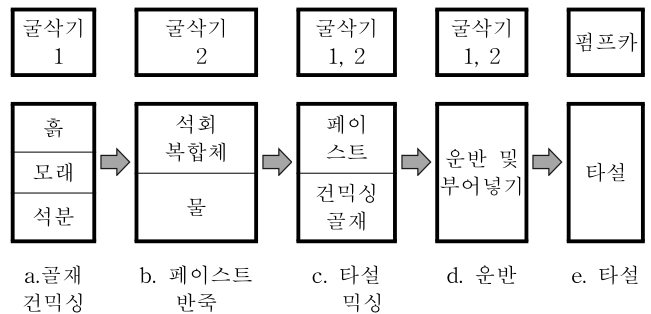 굴삭기
1
굴삭기
2
굴삭기
1, 2
굴삭기
1, 2
펌프카
흙
모래
석분
석회
복합체
물
페이
스트
건믹싱
골재
운반 및
부어넣기
타설
a.골재
건믹싱
b. 페이스트
반죽
c. 타설
믹싱
d. 운반
e. 타설